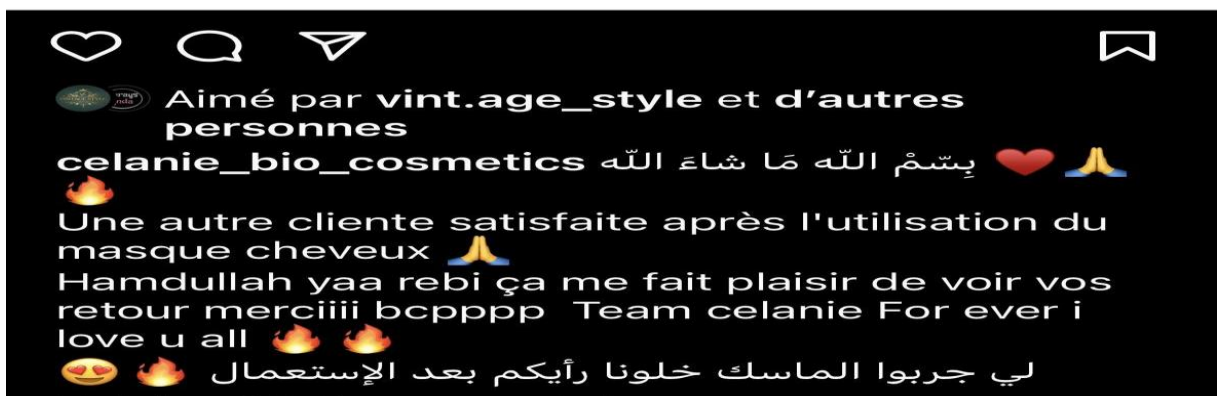 Aimé par vint.age_style et d’autres
personnes
celanie_bio_cosmetics بِسّمْ اللّه مَا شاءَ اللّه ❤️ 🙏
🔥
Une autre cliente satisfaite après l'utilisation du
masque cheveux 🙏
Hamdullah yaa rebi ça me fait plaisir de voir vos
retour merciiii bcpppp Team celanie For ever i
love u all 🔥 🔥
لي جربوا الماسك خلونا رأيكم بعد الإستعمال 🔥 😍